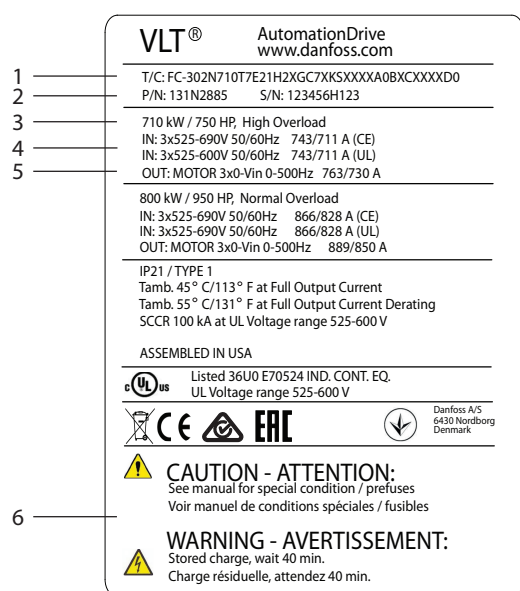 VLT® AutomationDrive
www.danfoss.com
1 T/C: FC-302N710T7E21H2XGC7XKSXXXXA0BXCXXXXD0
2 P/N: 131N2885 S/N: 123456H123
3 710 kW / 750 HP, High Overload
4 IN: 3x525-690V 50/60Hz 743/711 A (CE)
IN: 3x525-600V 50/60Hz 743/711 A (UL)
5 OUT: MOTOR 3x0-Vin 0-500Hz 763/730 A
800 kW / 950 HP, Normal Overload
IN: 3x525-690V 50/60Hz 866/828 A (CE)
IN: 3x525-690V 50/60Hz 866/828 A (UL)
OUT: MOTOR 3x0-Vin 0-500Hz 889/850 A
IP21 / TYPE 1
Tamb. 45° C/113° F at Full Output Current
Tamb. 55° C/131° F at Full Output Current Derating
SCCR 100 kA at UL Voltage range 525-600 V
ASSEMBLED IN USA
c UL us Listed 36U0 E70524 IND. CONT. EQ.
UL Voltage range 525-600 V
CE EAC
Danfoss A/S
6430 Nordborg
Denmark
CAUTION - ATTENTION:
See manual for special condition / prefuses
Voir manuel de conditions spéciales / fusibles
6
WARNING - AVERTISSEMENT:
Stored charge, wait 40 min.
Charge résiduelle, attendez 40 min.